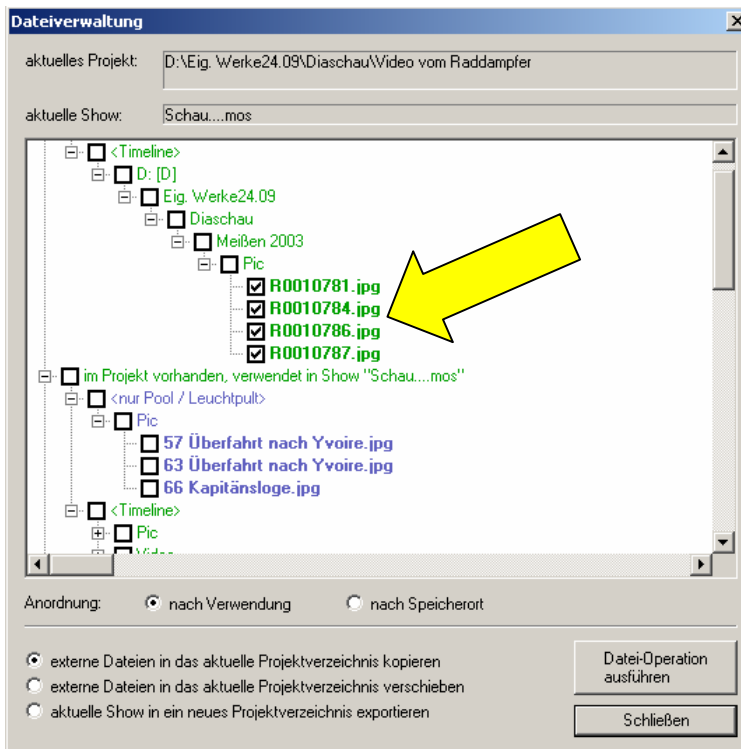 Dateiverwaltung
aktuelles Projekt: D:\Eig. Werke24.09\Diaschau\Video vom Raddampfer
aktuelle Show: Schau....mos
<Timeline>
D: [D]
Eig. Werke24.09
Diaschau
Meißen 2003
Pic
R0010781.jpg
R0010784.jpg
R0010786.jpg
R0010787.jpg
im Projekt vorhanden, verwendet in Show "Schau....mos"
<nur Pool / Leuchtpult>
Pic
57 Überfahrt nach Yvoire.jpg
63 Überfahrt nach Yvoire.jpg
66 Kapitänsloge.jpg
<Timeline>
Pic
Video
Anordnung: nach Verwendung nach Speicherort
externe Dateien in das aktuelle Projektverzeichnis kopieren
externe Dateien in das aktuelle Projektverzeichnis verschieben
aktuelle Show in ein neues Projektverzeichnis exportieren
Datei-Operation
ausführen
Schließen